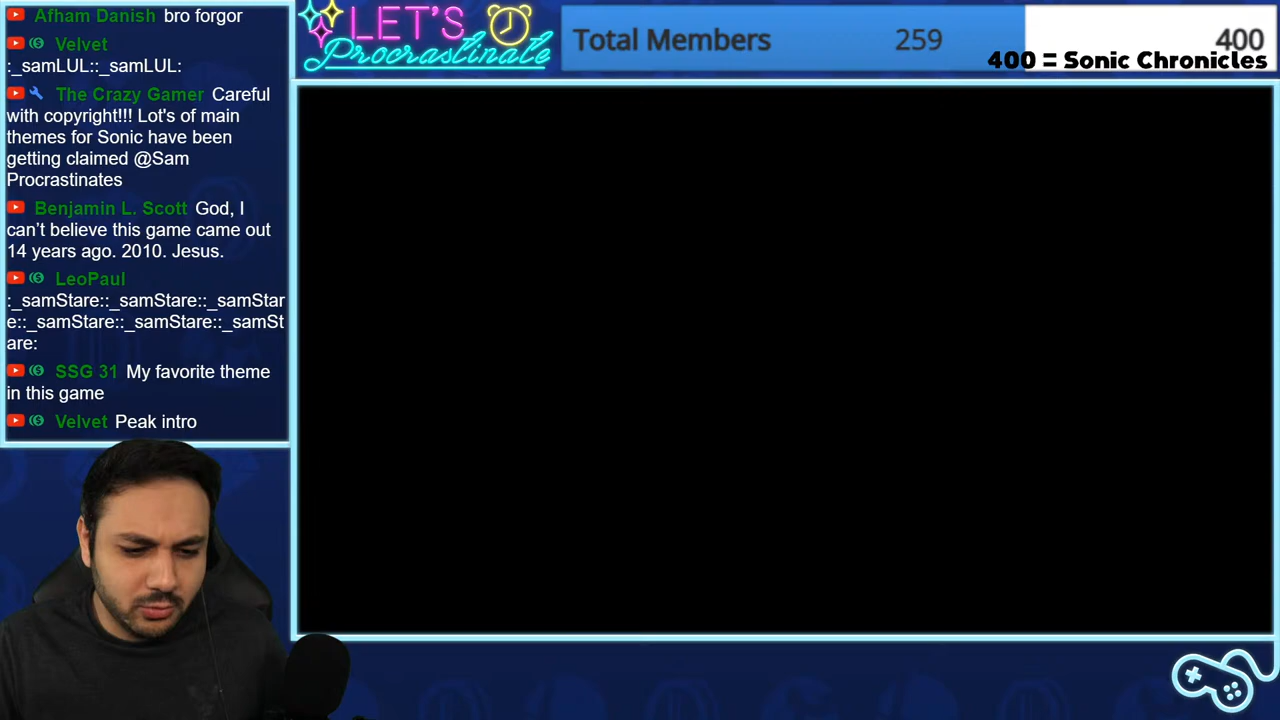 Afham Danish bro forgor
Velvet
:_samLUL::_samLUL:
The Crazy Gamer Careful
with copyright!!! Lot's of main
themes for Sonic have been
getting claimed @Sam
Procrastinates
Benjamin L. Scott God, I
can't believe this game came out
14 years ago. 2010. Jesus.
LeoPaul
:_samStare::_samStare::_samStar
e::_samStare::_samStare::_samSt
are:
SSG 31 My favorite theme
in this game
Velvet Peak intro
LET'S
Procrastinate
Total Members 259 400
400 = Sonic Chronicles